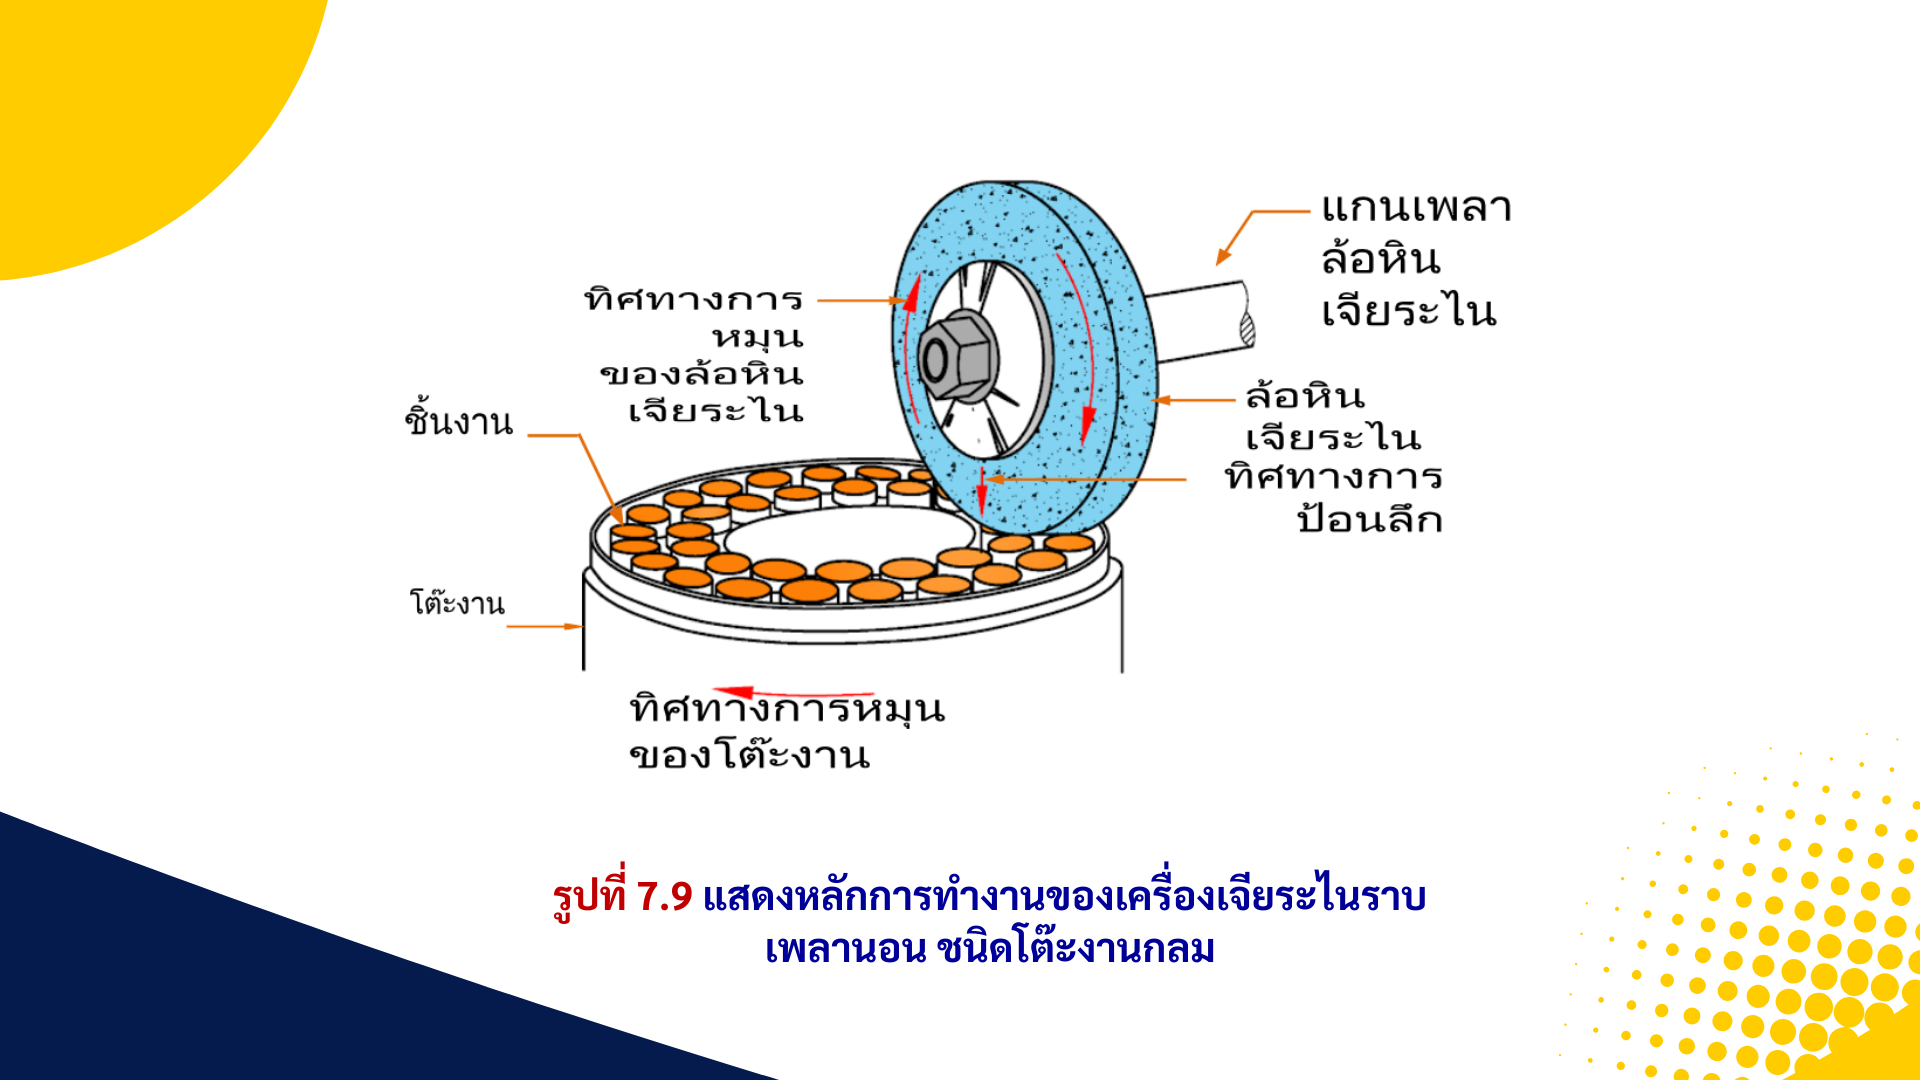 แกนเพลา
ล้อหิน
เจียระไน
ทิศทางการ
หมุน
ของล้อหิน
เจียระไน
ล้อหิน
เจียระไน
ชิ้นงาน
ทิศทางการ
ป้อนลึก
โต๊ะงาน
ทิศทางการหมุน
ของโต๊ะงาน
รูปที่ 7.9 แสดงหลักการทำงานของเครื่องเจียระไนราบ
เพลานอน ชนิดโต๊ะงานกลม